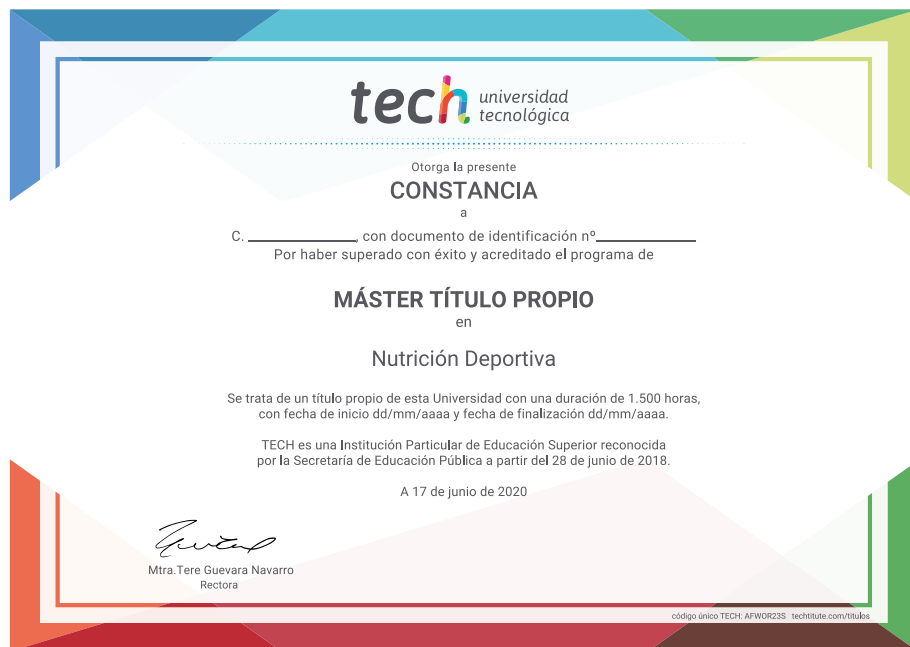 tech universidad
tecnológica
Otorga la presente
CONSTANCIA
a
C. ____________, con documento de identificación nº____________
Por haber superado con éxito y acreditado el programa de
MÁSTER TÍTULO PROPIO
en
Nutrición Deportiva
Se trata de un título propio de esta Universidad con una duración de 1.500 horas,
con fecha de inicio dd/mm/aaaa y fecha de finalización dd/mm/aaaa.
TECH es una Institución Particular de Educación Superior reconocida
por la Secretaría de Educación Pública a partir del 28 de junio de 2018.
A 17 de junio de 2020
Mtra.Tere Guevara Navarro
Rectora
código único TECH: AFWOR23S techtitute.com/titulos